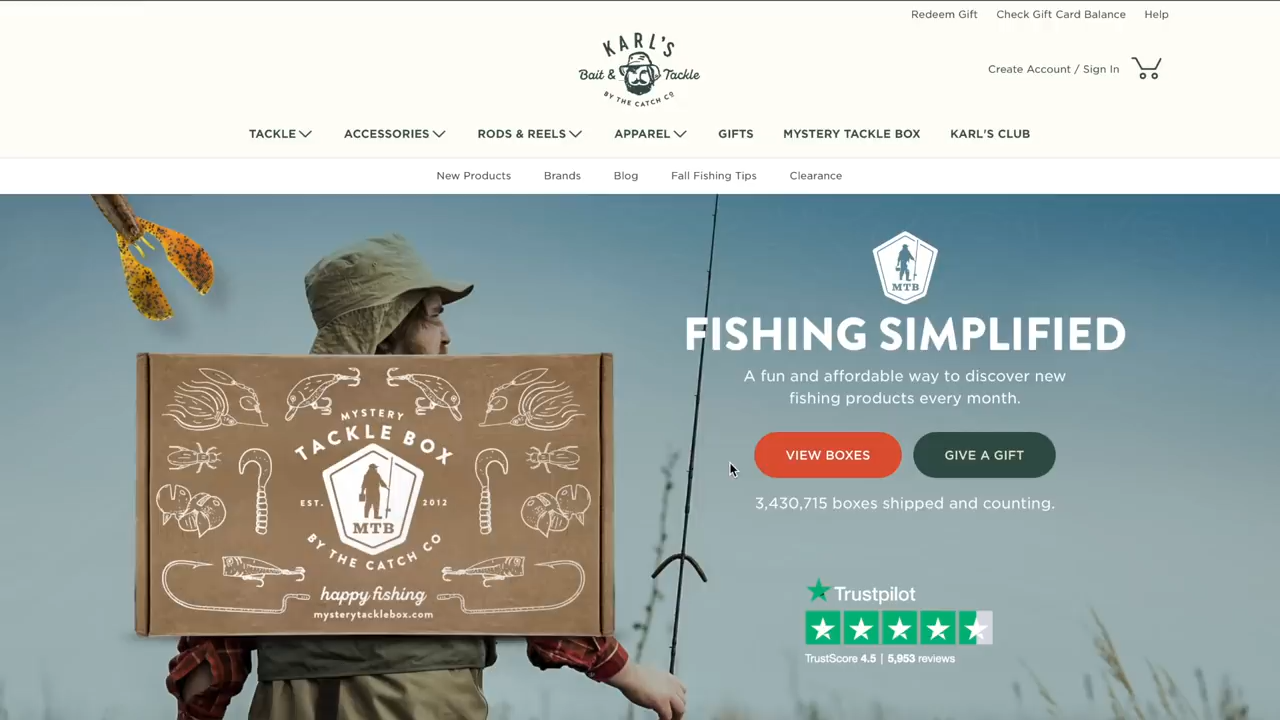 Redeem Gift Check Gift Card Balance Help
KARL'S
Bait & Tackle
BY THE CATCH CO
Create Account / Sign In
TACKLE ACCESSORIES RODS & REELS APPAREL GIFTS MYSTERY TACKLE BOX KARL'S CLUB
New Products Brands Blog Fall Fishing Tips Clearance
MYSTERY
TACKLE BOX
EST. 2012
MTB
BY THE CATCH CO
happy fishing
mysterytacklebox.com
MTB
FISHING SIMPLIFIED
A fun and affordable way to discover new
fishing products every month.
VIEW BOXES GIVE A GIFT
3,430,715 boxes shipped and counting.
Trustpilot
TrustScore 4.5 | 5,953 reviews